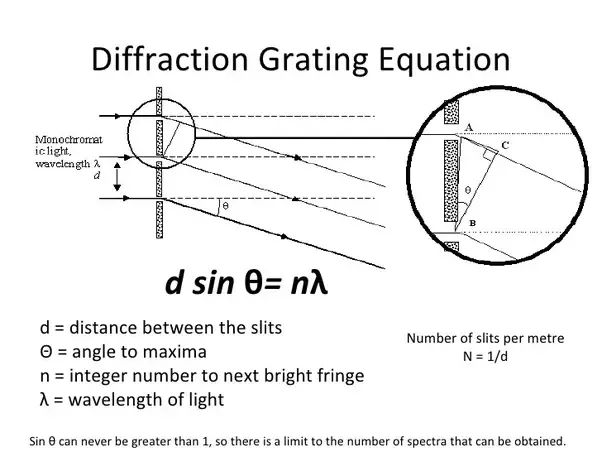 Diffraction Grating Equation
Monochromat
ic light,
wavelength λ
d
θ
A
C
θ
B
d sin θ= nλ
d = distance between the slits
Θ = angle to maxima
n = integer number to next bright fringe
λ = wavelength of light
Number of slits per metre
N = 1/d
Sin θ can never be greater than 1, so there is a limit to the number of spectra that can be obtained.